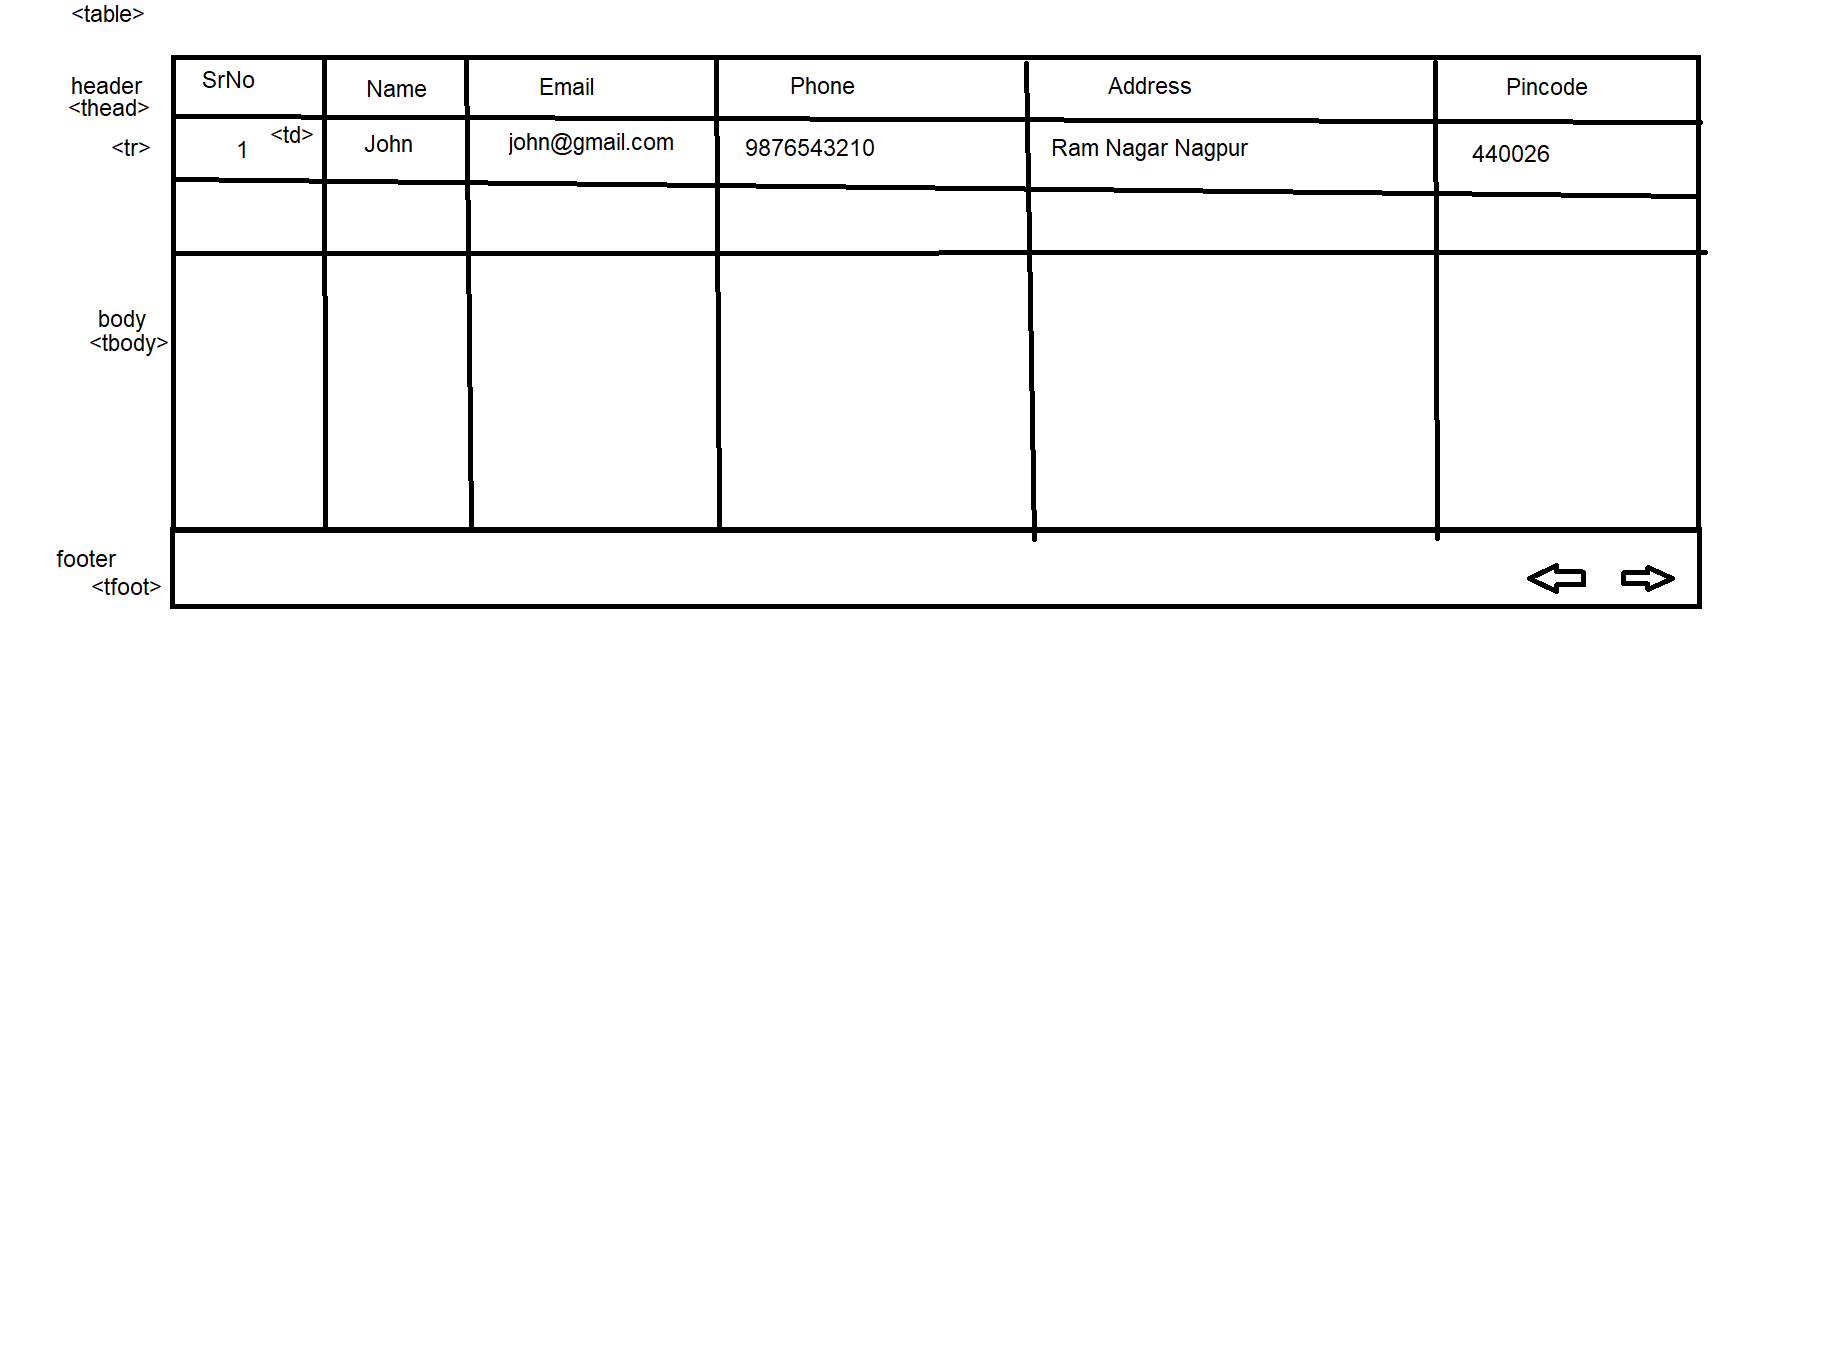 <table>
SrNo Name Email Phone Address Pincode
header
<thead>
<tr> 1 <td> John john@gmail.com 9876543210 Ram Nagar Nagpur 440026
body
<tbody>
footer
<tfoot>